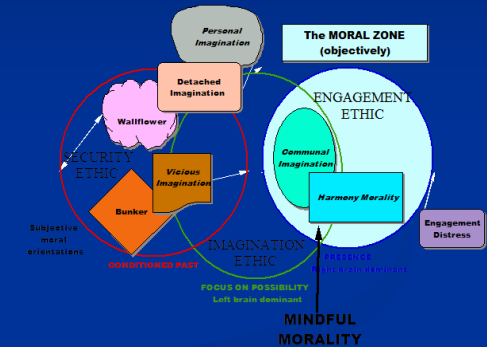 Personal
Imagination
The MORAL ZONE
(objectively)
Detached
Imagination
ENGAGEMENT
ETHIC
Wallflower
SECURITY
ETHIC
Communal
Imagination
Vicious
Imagination
Harmony Morality
Bunker
Engagement
Distress
Subjective
moral
orientations
IMAGINATION
ETHIC
CONDITIONED PAST
PRESENCE
Right brain dominant
FOCUS ON POSSIBILITY
Left brain dominant
MINDFUL
MORALITY